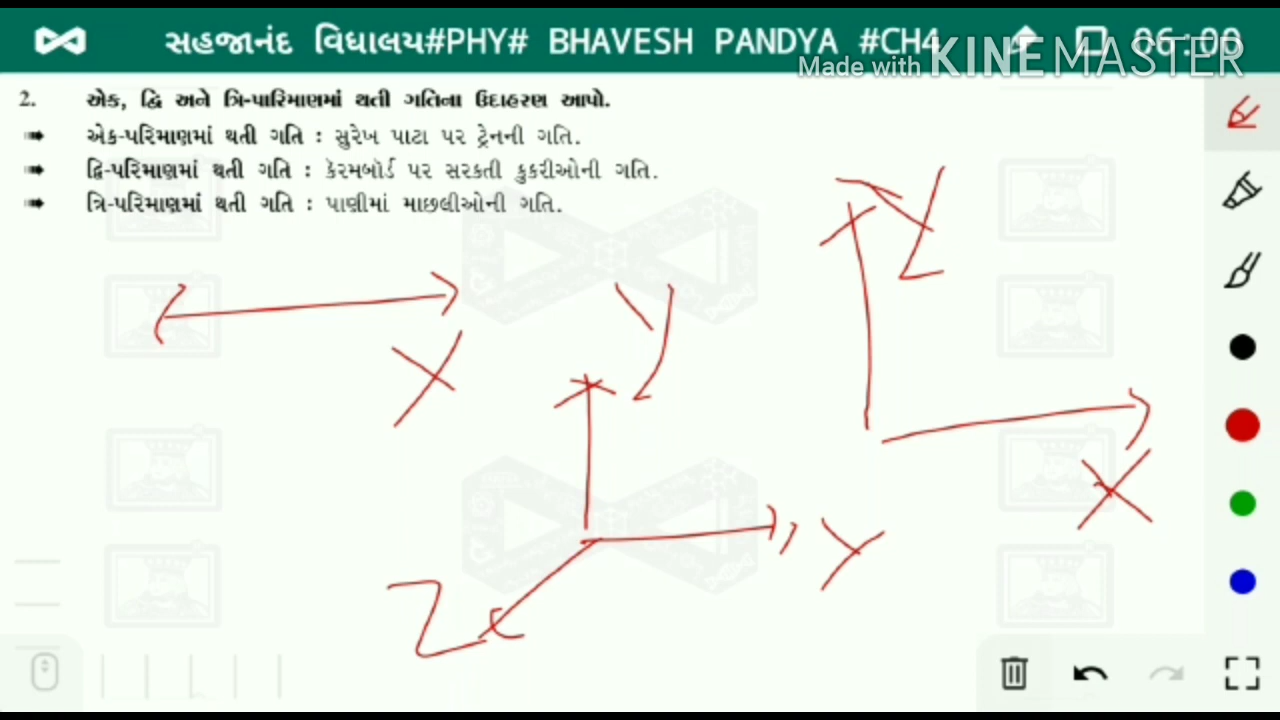 સહજાનંદ વિધાલય#PHY# BHAVESH PANDYA #CH4 06:00
Made with KINEMASTER
2. એક, દ્વિ અને ત્રિ-પારિમાણમાં થતી ગતિના ઉદાહરણ આપો.
➠ એક-પરિમાણમાં થતી ગતિ : સુરેખ પાટા પર ટ્રેનની ગતિ.
➠ દ્વિ-પરિમાણમાં થતી ગતિ : કૅરમબૉર્ડ પર સરકતી કુકરીઓની ગતિ.
➠ ત્રિ-પરિમાણમાં થતી ગતિ : પાણીમાં માછલીઓની ગતિ.
X
y
y
X
Y
Z